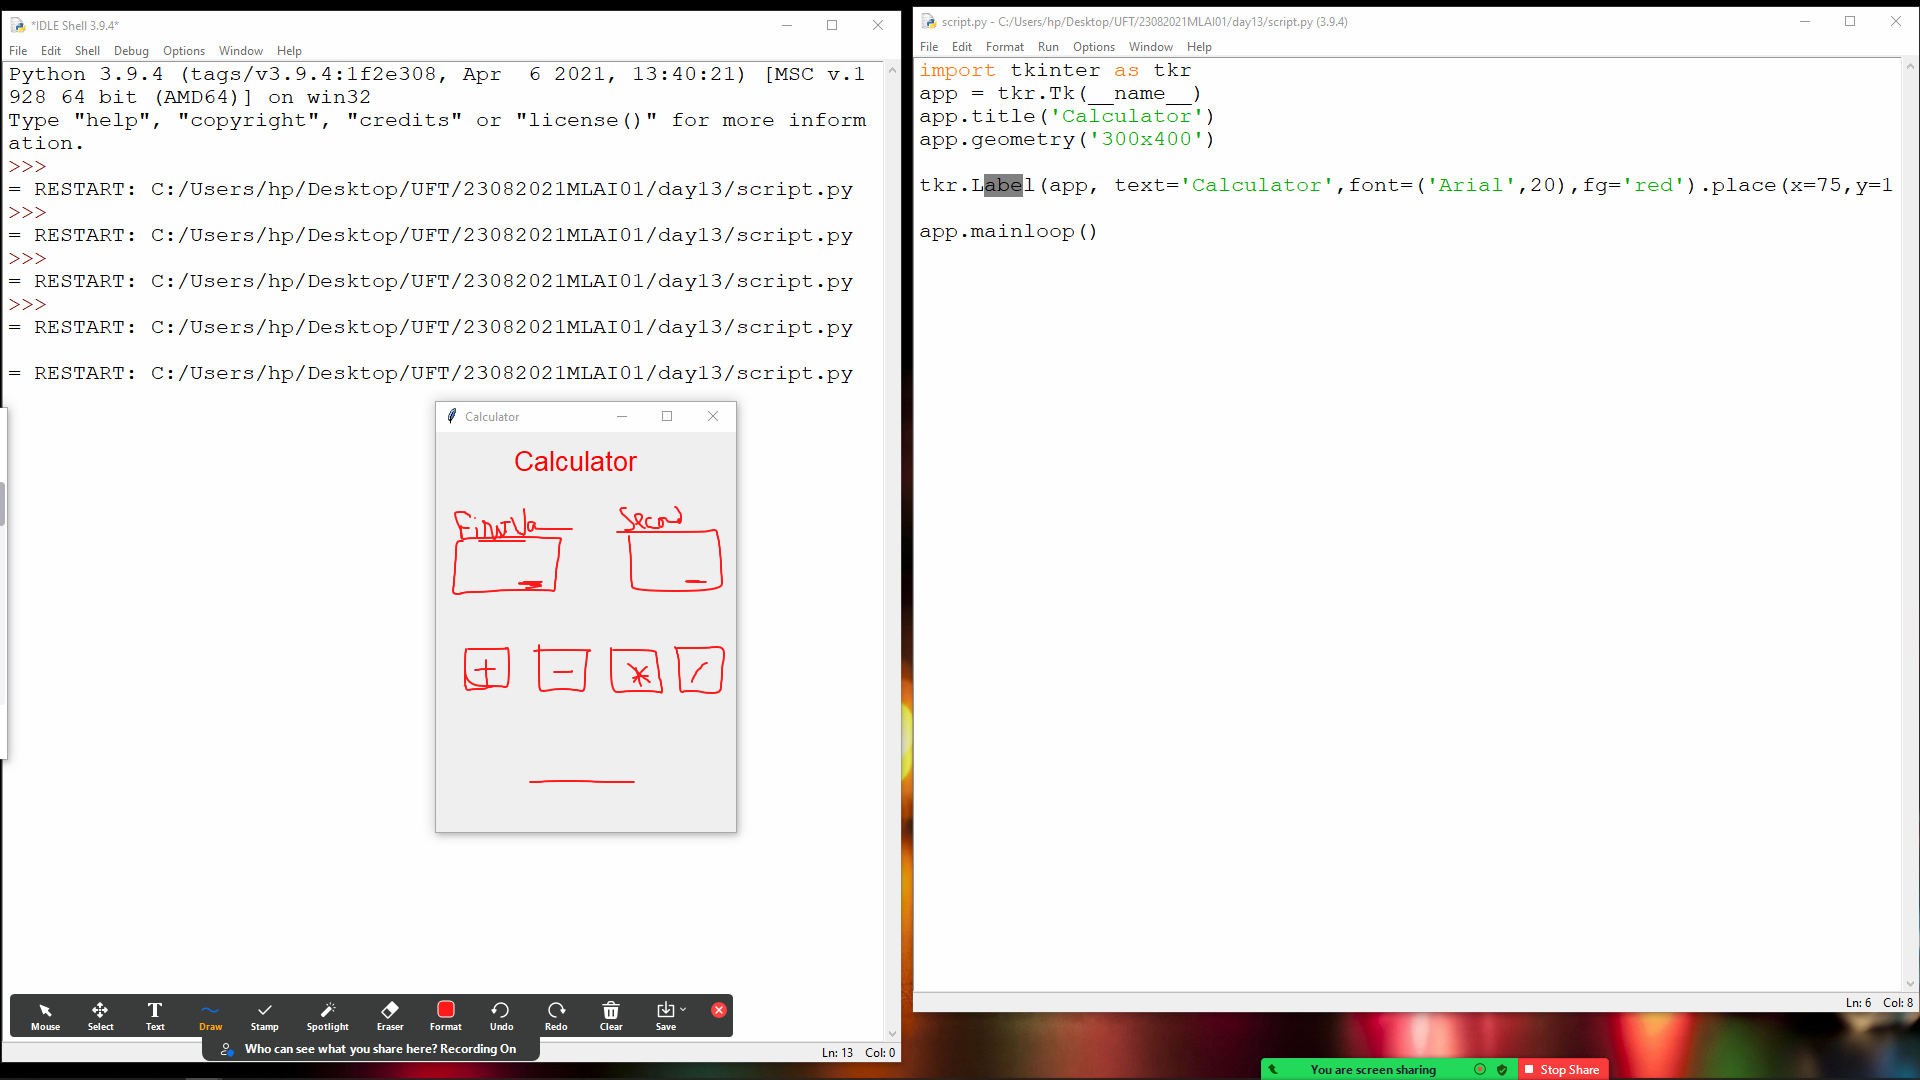 *IDLE Shell 3.9.4*
File Edit Shell Debug Options Window Help
Python 3.9.4 (tags/v3.9.4:1f2e308, Apr  6 2021, 13:40:21) [MSC v.1
928 64 bit (AMD64)] on win32
Type "help", "copyright", "credits" or "license()" for more inform
ation.
>>>
= RESTART: C:/Users/hp/Desktop/UFT/23082021MLAI01/day13/script.py
>>>
= RESTART: C:/Users/hp/Desktop/UFT/23082021MLAI01/day13/script.py
>>>
= RESTART: C:/Users/hp/Desktop/UFT/23082021MLAI01/day13/script.py
>>>
= RESTART: C:/Users/hp/Desktop/UFT/23082021MLAI01/day13/script.py
= RESTART: C:/Users/hp/Desktop/UFT/23082021MLAI01/day13/script.py
Calculator
Calculator
FirstVa Second
+ - * /
Mouse Select Text Draw Stamp Spotlight Eraser Format Undo Redo Clear Save
Who can see what you share here? Recording On
Ln: 13 Col: 0
script.py - C:/Users/hp/Desktop/UFT/23082021MLAI01/day13/script.py (3.9.4)
File Edit Format Run Options Window Help
import tkinter as tkr
app = tkr.Tk(__name__)
app.title('Calculator')
app.geometry('300x400')
tkr.Label(app, text='Calculator',font=('Arial',20),fg='red').place(x=75,y=1
app.mainloop()
Ln: 6 Col: 8
You are screen sharing
Stop Share